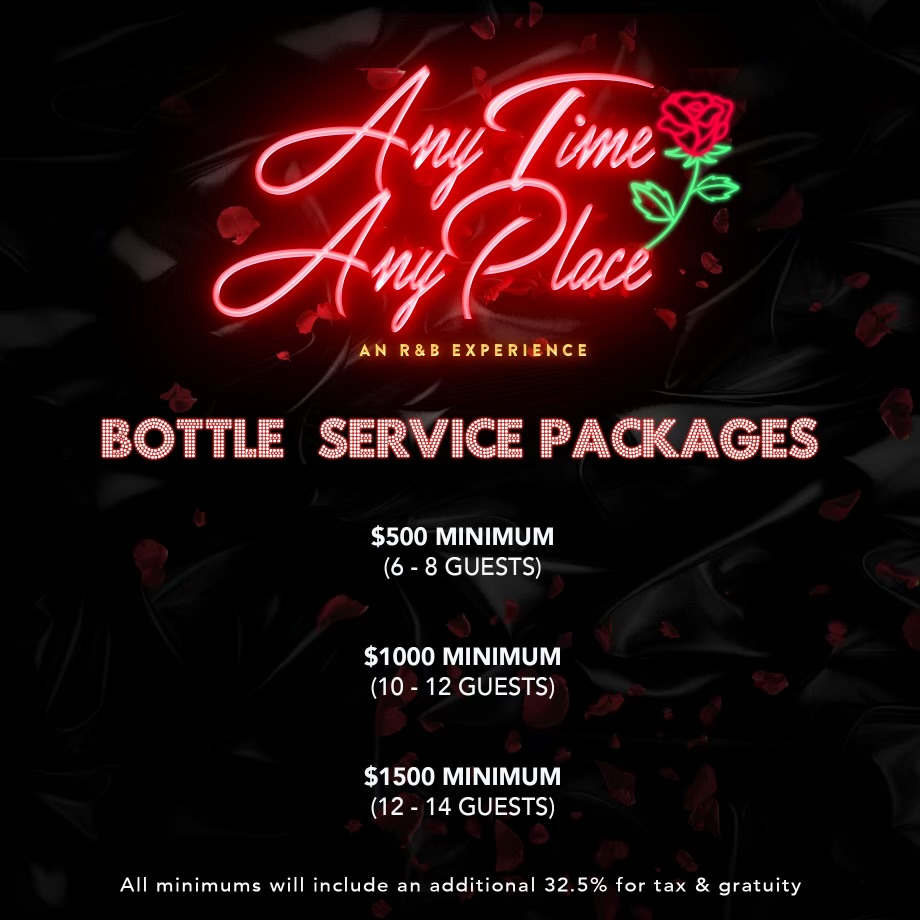 Any Time
Any Place
AN R&B EXPERIENCE
BOTTLE SERVICE PACKAGES
$500 MINIMUM
(6 - 8 GUESTS)
$1000 MINIMUM
(10 - 12 GUESTS)
$1500 MINIMUM
(12 - 14 GUESTS)
All minimums will include an additional 32.5% for tax & gratuity